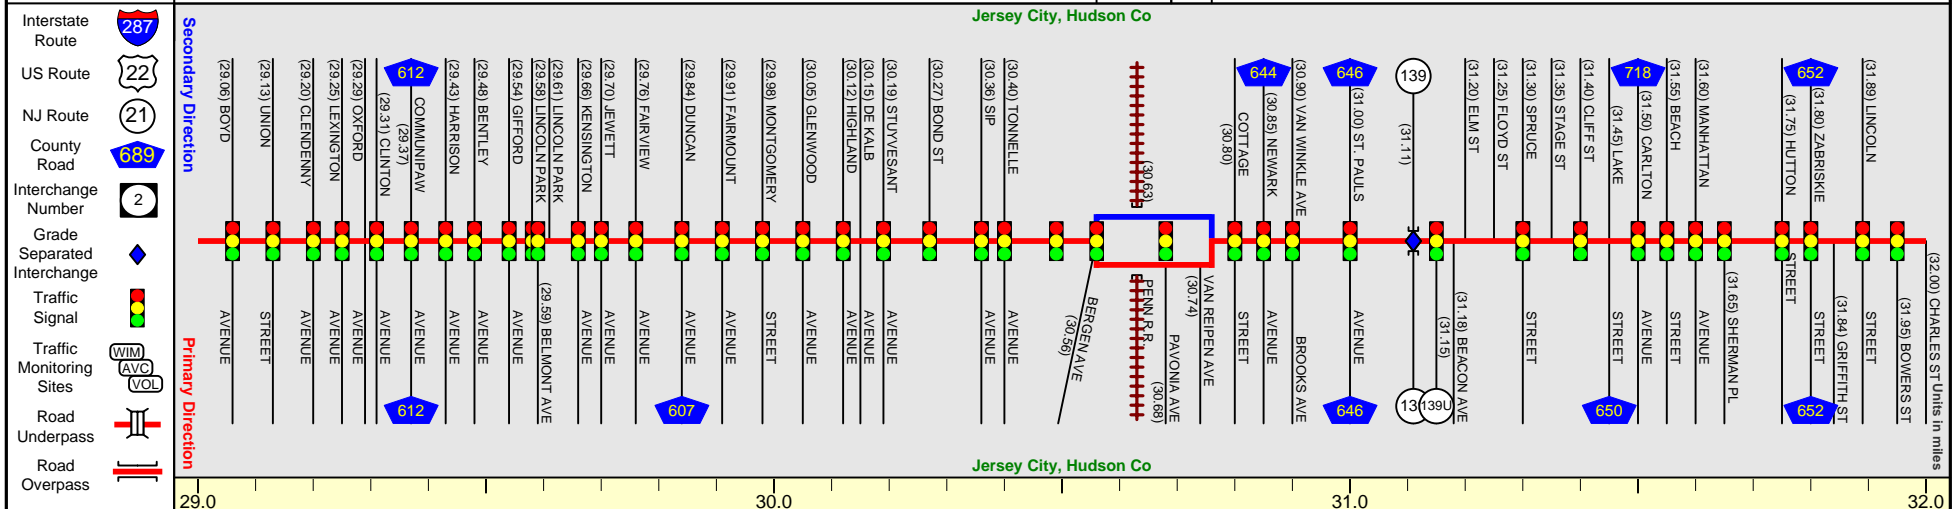 Interstate
Route
287
US Route
22
NJ Route
21
County
Road
689
Interchange
Number
2
Grade
Separated
Interchange
Traffic
Signal
Traffic
Monitoring
Sites
WIM
AVC
VOL
Road
Underpass
Road
Overpass
Secondary Direction
Primary Direction
Jersey City, Hudson Co
(29.06) BOYD AVENUE
(29.13) UNION STREET
(29.20) CLENDENNY AVENUE
(29.25) LEXINGTON AVENUE
(29.29) OXFORD
(29.31) CLINTON AVENUE
612
COMMUNIPAW AVENUE
(29.37)
612
(29.43) HARRISON AVENUE
(29.48) BENTLEY AVENUE
(29.54) GIFFORD AVENUE
(29.58) LINCOLN PARK
(29.59) BELMONT AVE
(29.61) LINCOLN PARK
(29.66) KENSINGTON AVENUE
(29.70) JEWETT AVENUE
(29.76) FAIRVIEW AVENUE
(29.84) DUNCAN AVENUE
607
(29.91) FAIRMOUNT AVENUE
(29.98) MONTGOMERY STREET
(30.05) GLENWOOD AVENUE
(30.12) HIGHLAND AVENUE
(30.15) DE KALB AVENUE
(30.19) STUYVESANT AVENUE
(30.27) BOND ST
(30.36) SIP AVENUE
(30.40) TONNELLE AVENUE
BERGEN AVE
(30.56)
(30.63)
PENN R.R.
PAVONIA AVE
(30.68)
VAN REIPEN AVE
(30.74)
COTTAGE STREET
(30.80)
644
(30.85) NEWARK AVENUE
(30.90) VAN WINKLE AVE
BROOKS AVE
646
(31.00) ST. PAULS AVENUE
646
139
(31.11)
13
139U
(31.15)
(31.18) BEACON AVE
(31.20) ELM ST
(31.25) FLOYD ST
(31.30) SPRUCE STREET
(31.35) STAGE ST
(31.40) CLIFF ST
(31.45) LAKE STREET
650
718
(31.50) CARLTON AVENUE
(31.55) BEACH STREET
(31.60) MANHATTAN AVENUE
(31.65) SHERMAN PL
(31.75) HUTTON STREET
652
(31.80) ZABRISKIE STREET
652
(31.84) GRIFFITH ST
(31.89) LINCOLN STREET
(31.95) BOWERS ST
(32.00) CHARLES ST
Units in miles
Jersey City, Hudson Co
29.0
30.0
31.0
32.0